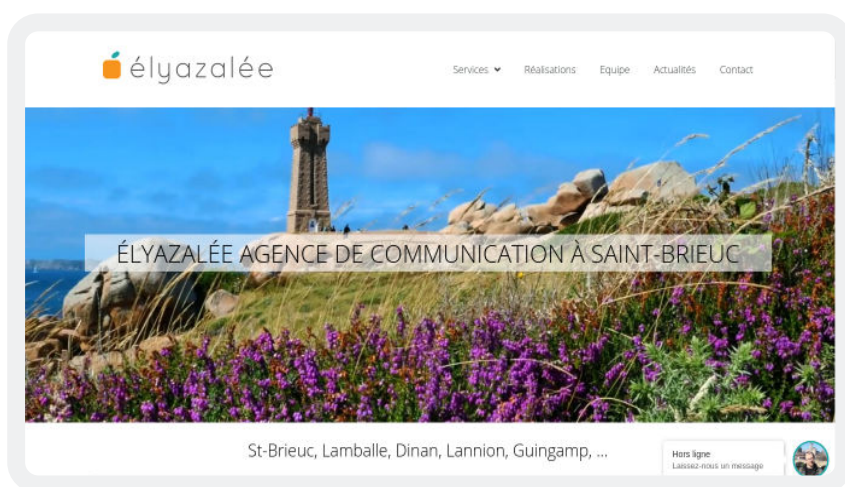 élyazalée
Services Réalisations Equipe Actualités Contact
ÉLYAZALÉE AGENCE DE COMMUNICATION À SAINT-BRIEUC
St-Brieuc, Lamballe, Dinan, Lannion, Guingamp, ...
Hors ligne
Laissez-nous un message